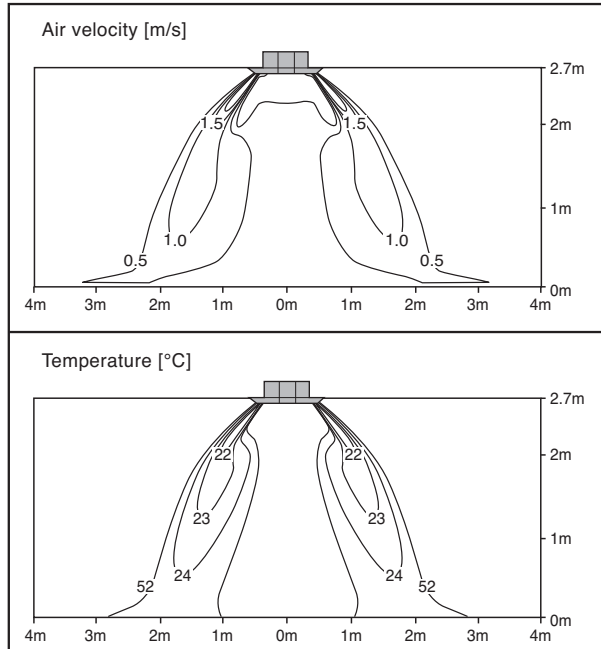 Air velocity [m/s]
2.7m
1.5 1.5
2m
1m
1.0 1.0
0.5 0.5
0m
4m 3m 2m 1m 0m 1m 2m 3m 4m
Temperature [°C]
2.7m
22 22
2m
23 23
1m
24 24
52 52
0m
4m 3m 2m 1m 0m 1m 2m 3m 4m